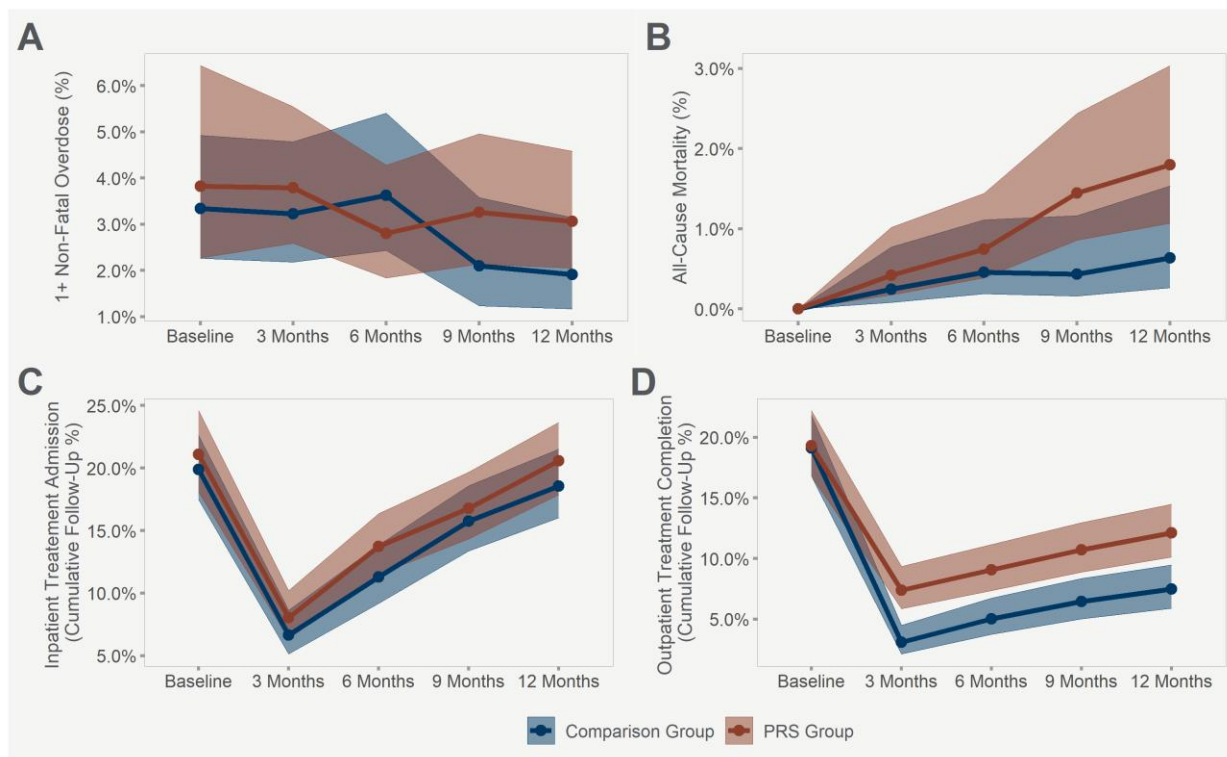 A
1+ Non-Fatal Overdose (%)
6.0%
5.0%
4.0%
3.0%
2.0%
1.0%
Baseline 3 Months 6 Months 9 Months 12 Months
B
All-Cause Mortality (%)
3.0%
2.0%
1.0%
0.0%
Baseline 3 Months 6 Months 9 Months 12 Months
C
Inpatient Treatement Admission
(Cumulative Follow-Up %)
25.0%
20.0%
15.0%
10.0%
5.0%
Baseline 3 Months 6 Months 9 Months 12 Months
D
Outpatient Treatment Completion
(Cumulative Follow-Up %)
20.0%
15.0%
10.0%
5.0%
Baseline 3 Months 6 Months 9 Months 12 Months
Comparison Group PRS Group